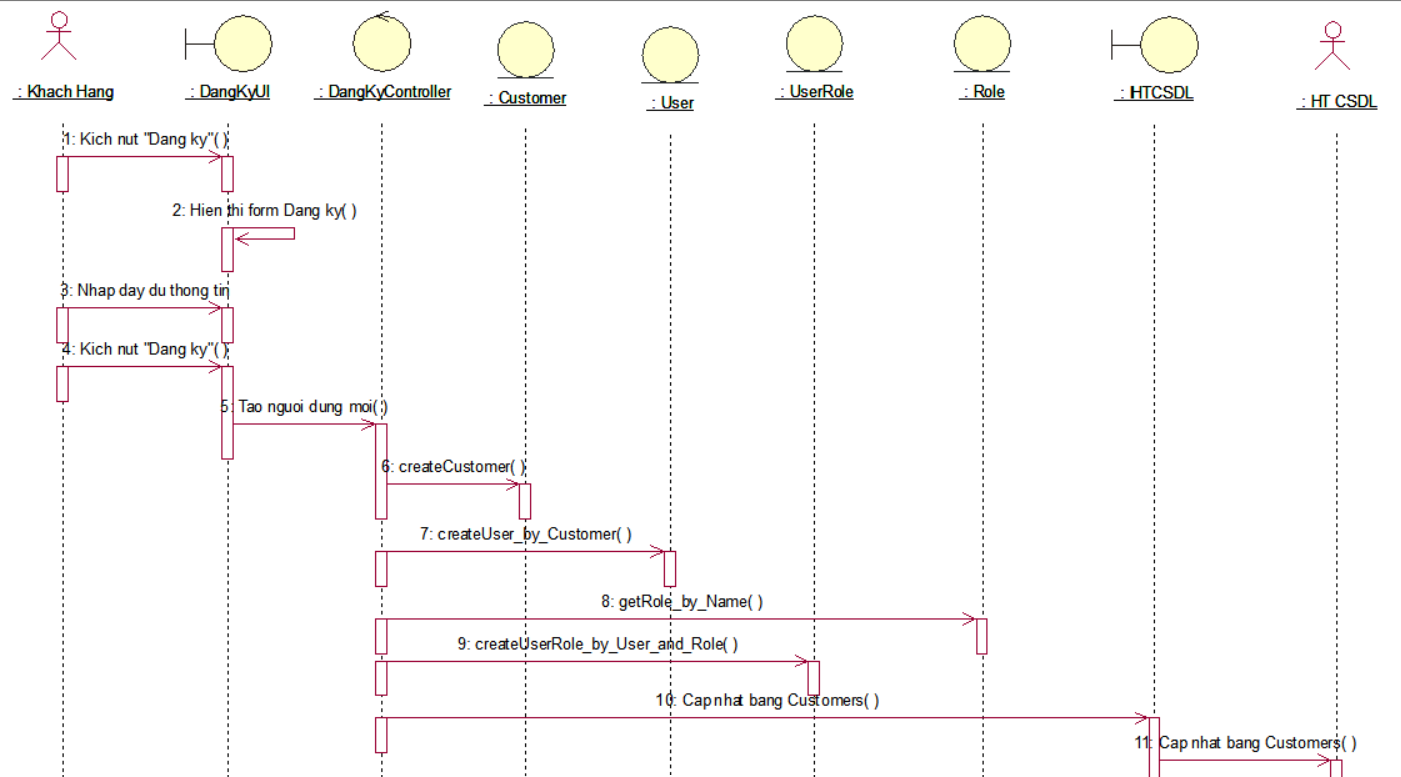 : Khach Hang
: DangKyUI
: DangKyController
: Customer
: User
: UserRole
: Role
: IHTCSDL
: HT CSDL
1: Kich nut "Dang ky"( )
2: Hien thi form Dang ky( )
3: Nhap day du thong tin
4: Kich nut "Dang ky"( )
5: Tao nguoi dung moi( )
6: createCustomer( )
7: createUser_by_Customer( )
8: getRole_by_Name( )
9: createUserRole_by_User_and_Role( )
10: Cap nhat bang Customers( )
11: Cap nhat bang Customers( )